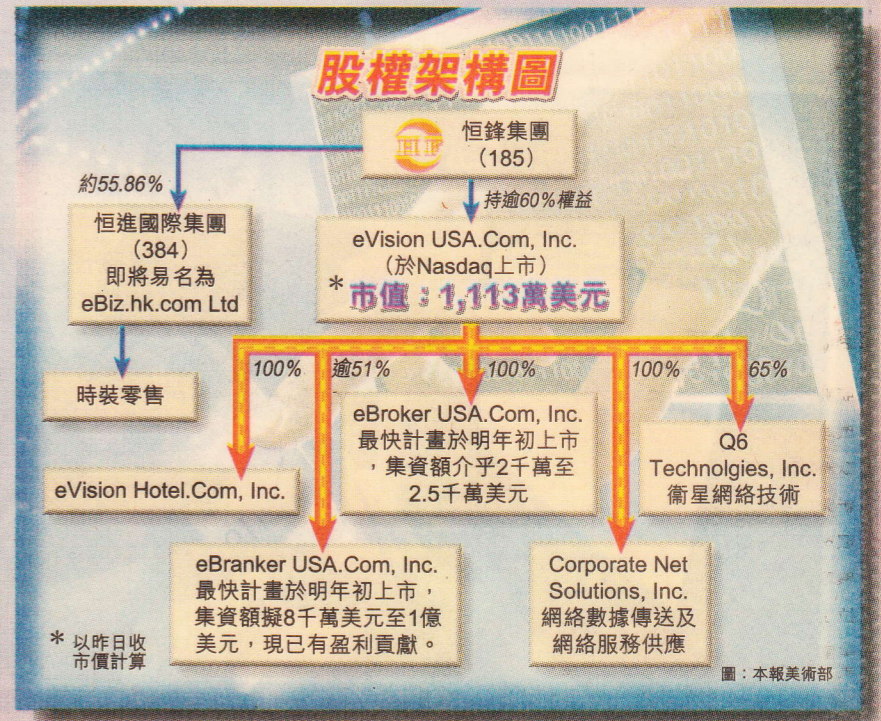 股權架構圖
HF
恒鋒集團
（185）
約55.86%
持逾60%權益
恒進國際集團
（384）
即將易名為
eBiz.hk.com Ltd
eVision USA.Com, Inc.
（於Nasdaq上市）
* 市值：1,113萬美元
時裝零售
100%
逾51%
100%
100%
65%
eVision Hotel.Com, Inc.
eBroker USA.Com, Inc.
最快計畫於明年初上市
，集資額介乎2千萬至
2.5千萬美元
Q6
Technolgies, Inc.
衞星網絡技術
eBranker USA.Com, Inc.
最快計畫於明年初上市，
集資額擬8千萬美元至1億
美元，現已有盈利貢獻。
Corporate Net
Solutions, Inc.
網絡數據傳送及
網絡服務供應
* 以昨日收
市價計算
圖：本報美術部